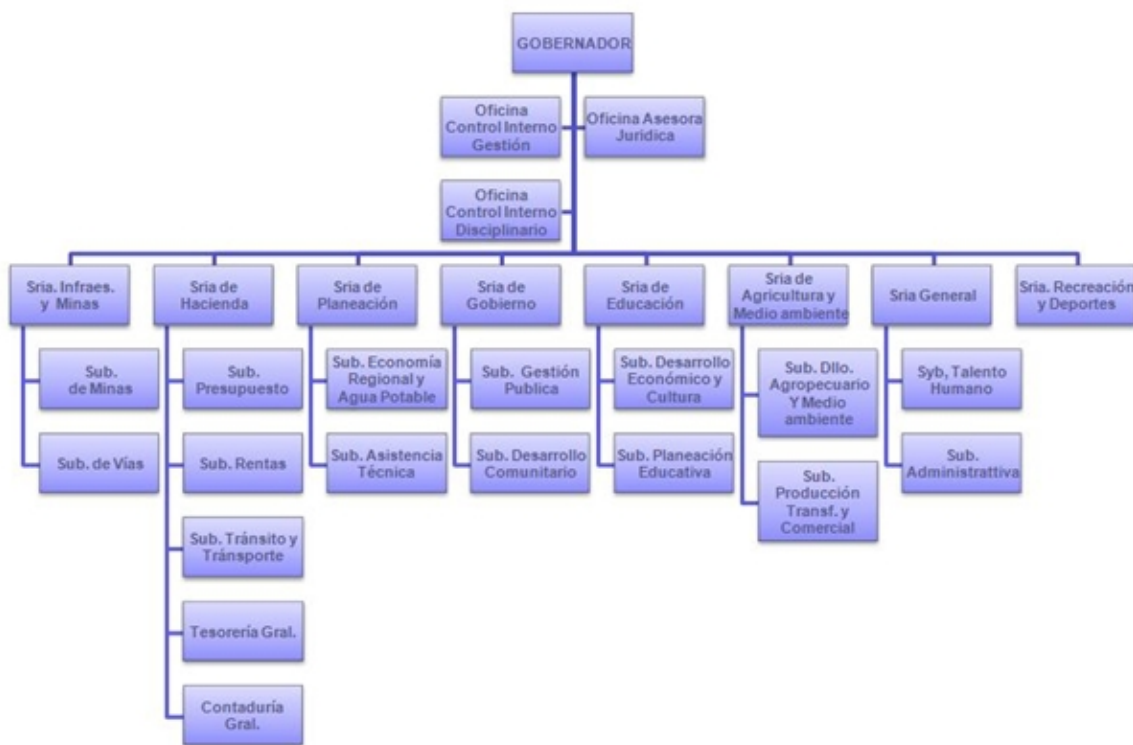 GOBERNADOR
Oficina
Control Interno
Gestión
Oficina Asesora
Juridica
Oficina
Control Interno
Disciplinario
Sria. Infraes.
y Minas
Sria de
Hacienda
Sria de
Planeación
Sria de
Gobierno
Sria de
Educación
Sria de
Agricultura y
Medio ambiente
Sria General
Sria. Recreación
y Deportes
Sub.
de Minas
Sub. de Vías
Sub.
Presupuesto
Sub. Rentas
Sub. Tránsito y
Tránsporte
Tesorería Gral.
Contaduría
Gral.
Sub. Economía
Regional y
Agua Potable
Sub. Asistencia
Técnica
Sub. Gestión
Publica
Sub. Desarrollo
Comunitario
Sub. Desarrollo
Económico y
Cultura
Sub. Planeación
Educativa
Sub. Dllo.
Agropecuario
Y Medio
ambiente
Sub.
Producción
Transf. y
Comercial
Syb, Talento
Humano
Sub.
Administrattiva